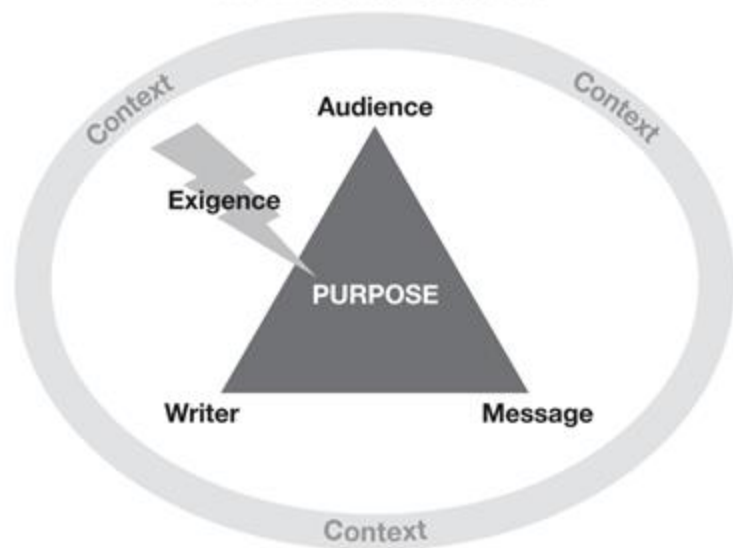 Context
Context
Audience
Exigence
PURPOSE
Writer
Message
Context